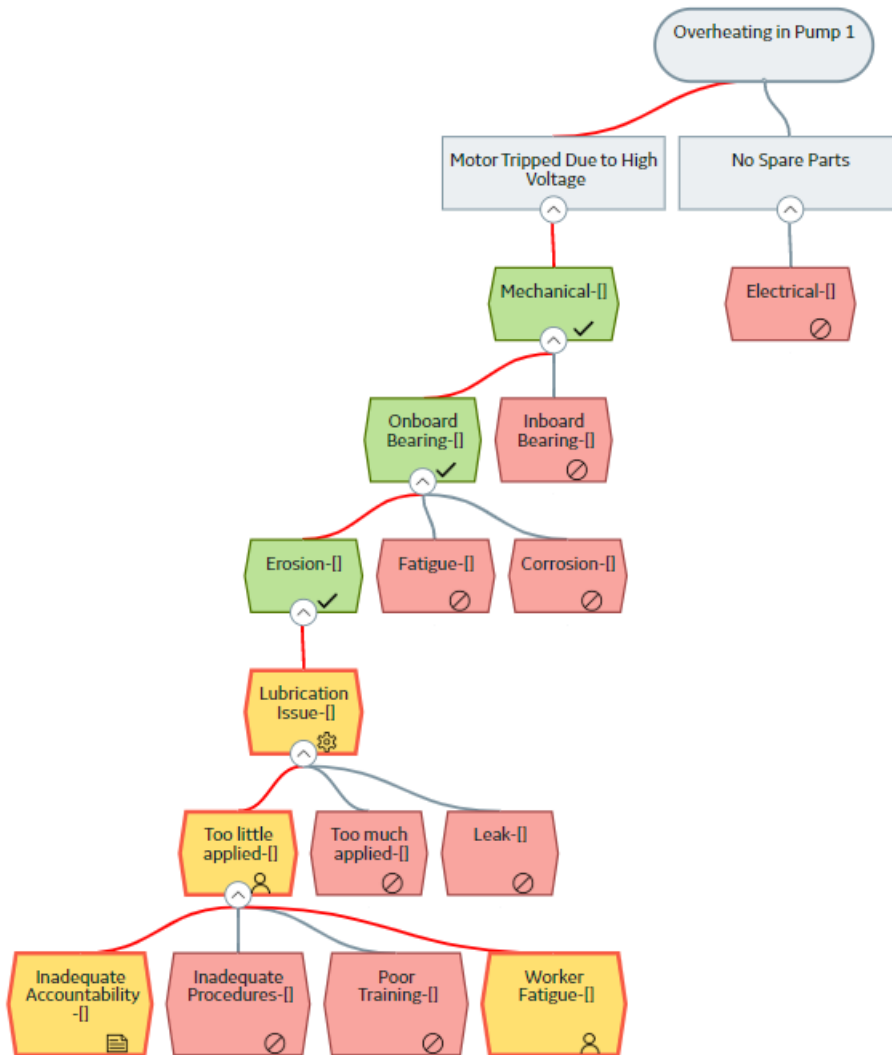 Overheating in Pump 1
Motor Tripped Due to High
Voltage
No Spare Parts
Mechanical-[]
Electrical-[]
Onboard
Bearing-[]
Inboard
Bearing-[]
Erosion-[]
Fatigue-[]
Corrosion-[]
Lubrication
Issue-[]
Too little
applied-[]
Too much
applied-[]
Leak-[]
Inadequate
Accountability
-[]
Inadequate
Procedures-[]
Poor
Training-[]
Worker
Fatigue-[]